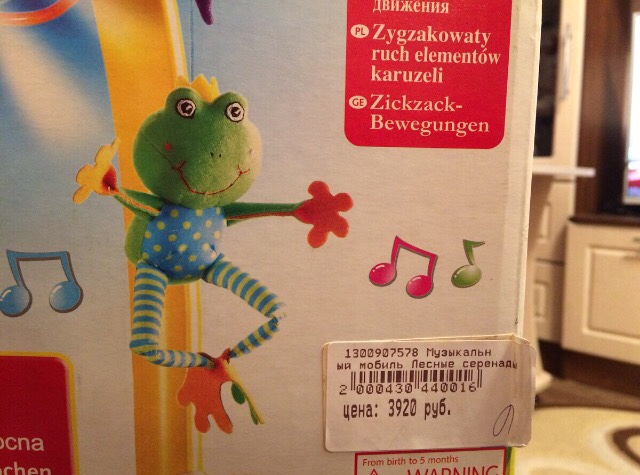 движения
PL Zygzakowaty
ruch elementów
karuzeli
GE Zickzack-
Bewegungen
1300907578 Музыкальн
ый мобиль Лесные серенады
2 000430 440016
цена: 3920 руб.
From birth to 5 months
WARNING